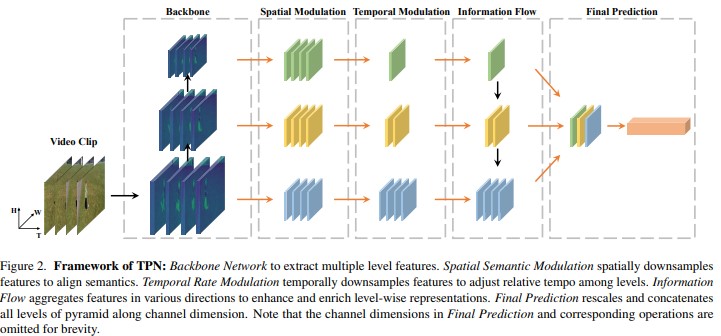 Backbone
Spatial Modulation
Temporal Modulation
Information Flow
Final Prediction
Video Clip
H
W
T
Figure 2. Framework of TPN: Backbone Network to extract multiple level features. Spatial Semantic Modulation spatially downsamples
features to align semantics. Temporal Rate Modulation temporally downsamples features to adjust relative tempo among levels. Information
Flow aggregates features in various directions to enhance and enrich level-wise representations. Final Prediction rescales and concatenates
all levels of pyramid along channel dimension. Note that the channel dimensions in Final Prediction and corresponding operations are
omitted for brevity.